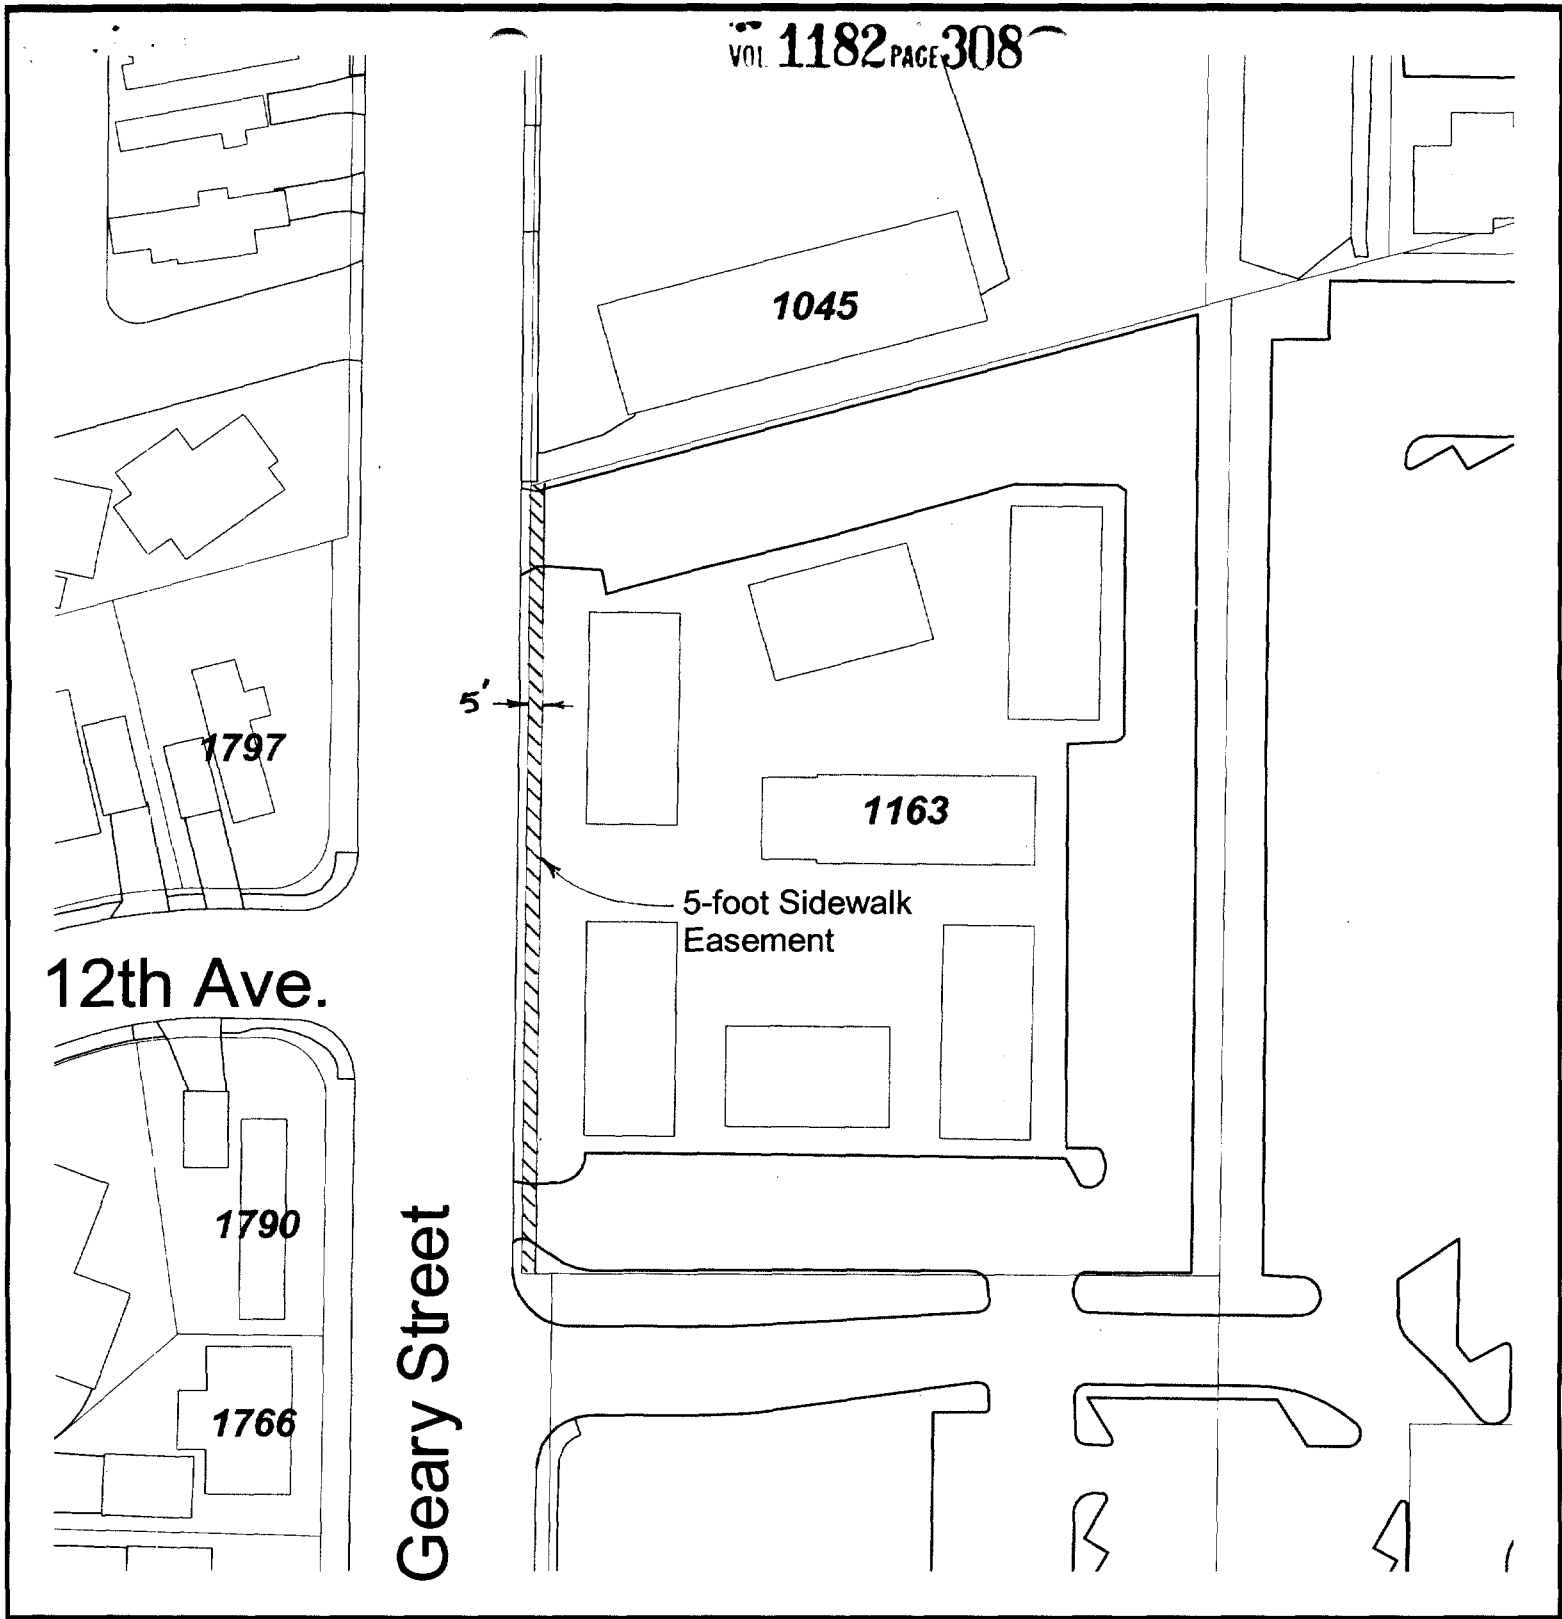 VOL 1182 PAGE 308
1045
5'
1797
1163
5-foot Sidewalk
Easement
12th Ave.
1790
Geary Street
1766